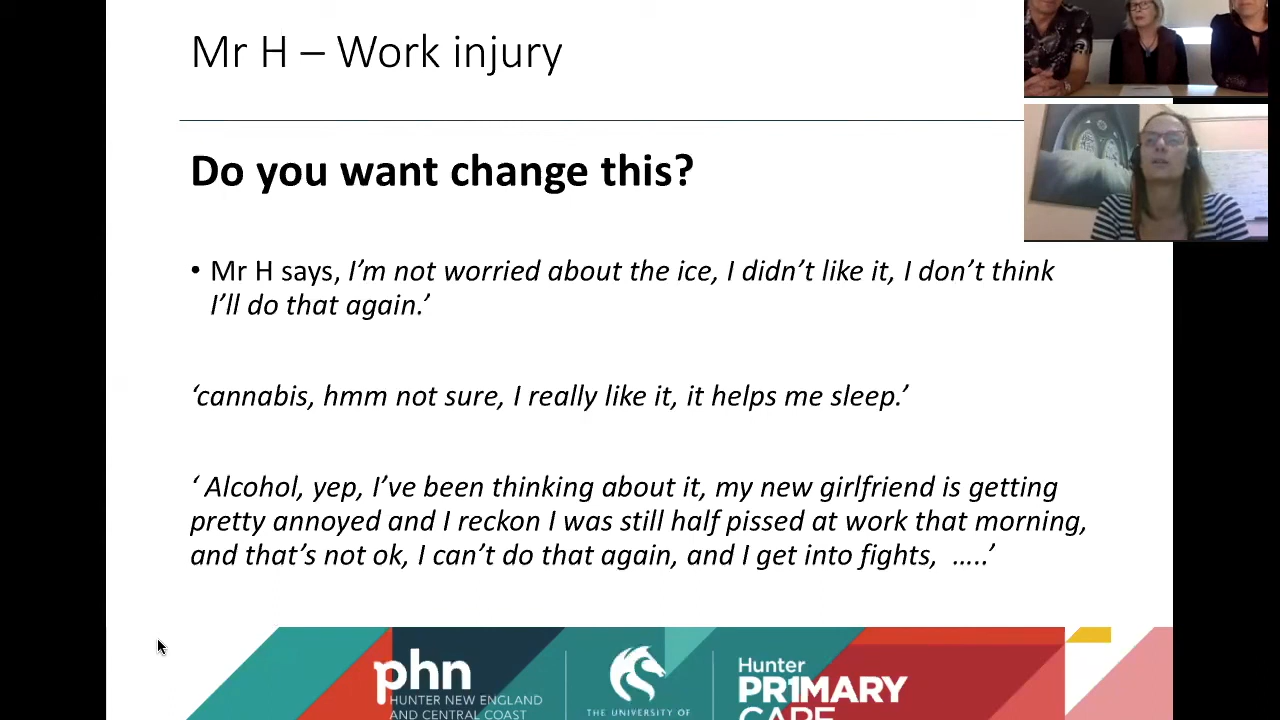 Mr H – Work injury
Do you want change this?
• Mr H says, I’m not worried about the ice, I didn’t like it, I don’t think
I’ll do that again.’
‘cannabis, hmm not sure, I really like it, it helps me sleep.’
‘ Alcohol, yep, I’ve been thinking about it, my new girlfriend is getting
pretty annoyed and I reckon I was still half pissed at work that morning,
and that’s not ok, I can’t do that again, and I get into fights,  …..’
phn
HUNTER NEW ENGLAND
AND CENTRAL COAST
THE UNIVERSITY OF
Hunter
PR1MARY
CARE